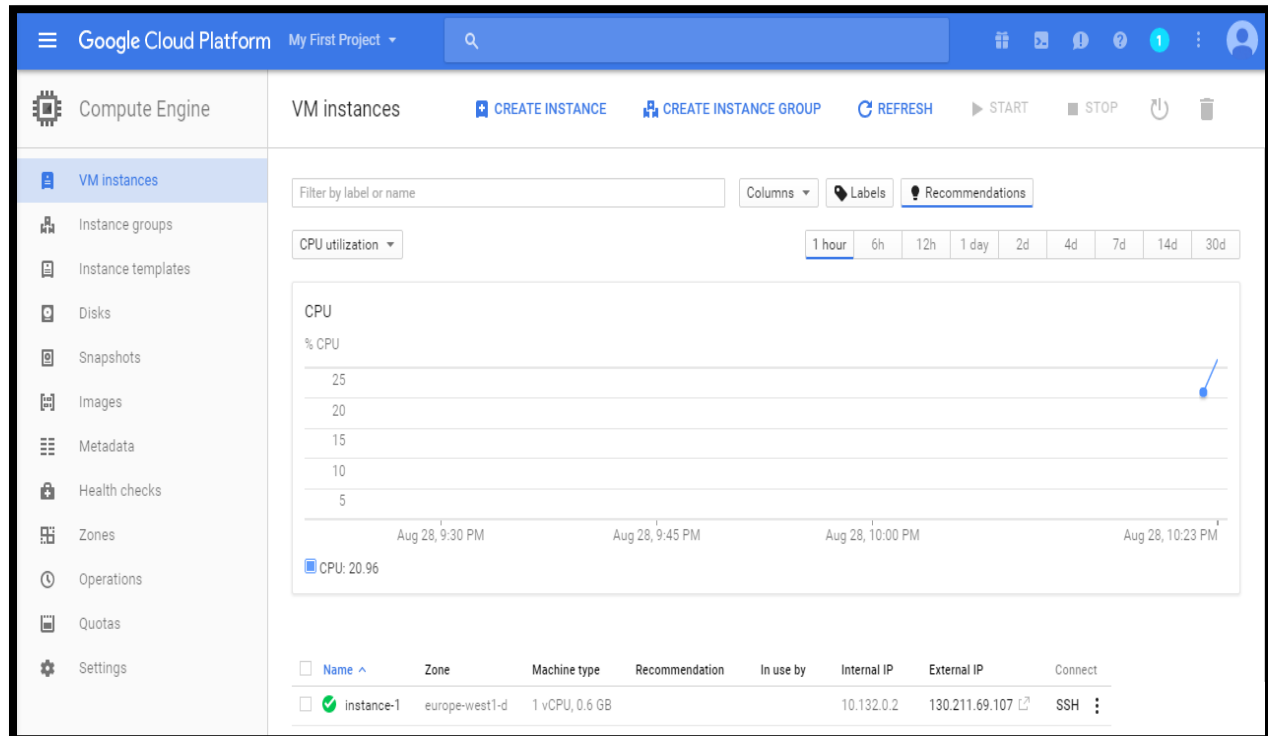 Google Cloud Platform My First Project 1
Compute Engine
VM instances CREATE INSTANCE CREATE INSTANCE GROUP REFRESH START STOP
VM instances
Instance groups
Instance templates
Disks
Snapshots
Images
Metadata
Health checks
Zones
Operations
Quotas
Settings
Filter by label or name Columns Labels Recommendations
CPU utilization 1 hour 6h 12h 1 day 2d 4d 7d 14d 30d
CPU
% CPU
25
20
15
10
5
Aug 28, 9:30 PM Aug 28, 9:45 PM Aug 28, 10:00 PM Aug 28, 10:23 PM
CPU: 20.96
Name Zone Machine type Recommendation In use by Internal IP External IP Connect
instance-1 europe-west1-d 1 vCPU, 0.6 GB 10.132.0.2 130.211.69.107 SSH